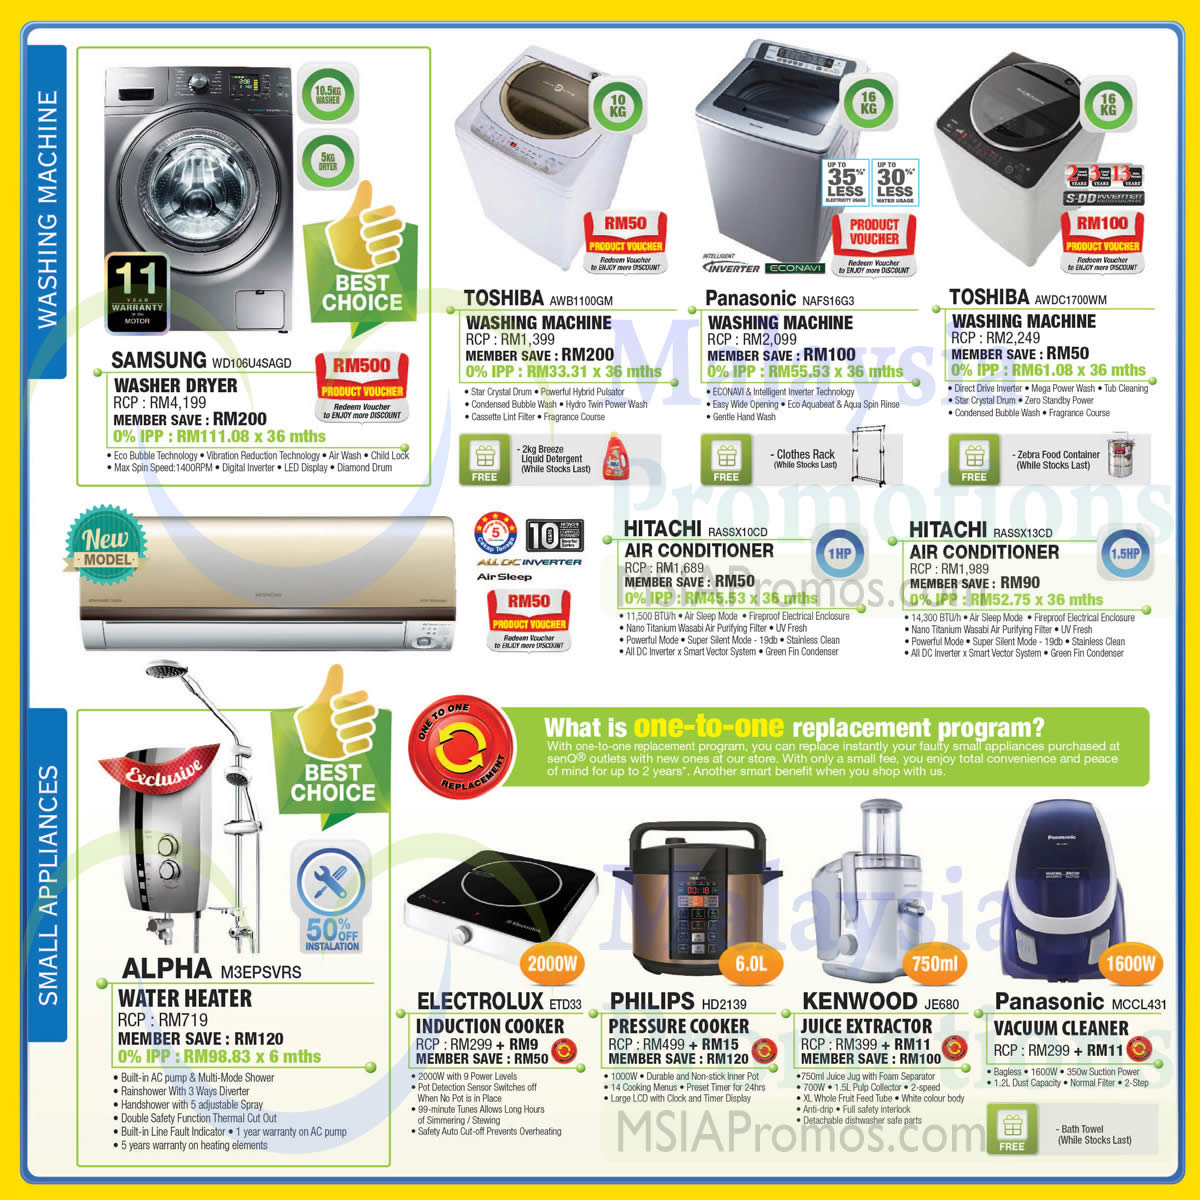 WASHING MACHINE
10.5KG
WASHER
5KG
DRYER
11
YEAR
WARRANTY
on the
MOTOR
BEST
CHOICE
SAMSUNG WD106U4SAGD
WASHER DRYER
RCP : RM4,199
MEMBER SAVE : RM200
0% IPP : RM111.08 x 36 mths
• Eco Bubble Technology • Vibration Reduction Technology • Air Wash • Child Lock
• Max Spin Speed:1400RPM • Digital Inverter • LED Display • Diamond Drum
RM500
PRODUCT VOUCHER
Redeem Voucher
to ENJOY more DISCOUNT
10
KG
RM50
PRODUCT VOUCHER
Redeem Voucher
to ENJOY more DISCOUNT
TOSHIBA AWB1100GM
WASHING MACHINE
RCP : RM1,399
MEMBER SAVE : RM200
0% IPP : RM33.31 x 36 mths
• Star Crystal Drum • Powerful Hybrid Pulsator
• Condensed Bubble Wash • Hydro Twin Power Wash
• Cassette Lint Filter • Fragrance Course
FREE
- 2kg Breeze
Liquid Detergent
(While Stocks Last)
16
KG
UP TO
35%
LESS
ELECTRICITY USAGE
UP TO
30%
LESS
WATER USAGE
PRODUCT
VOUCHER
Redeem Voucher
to ENJOY more DISCOUNT
INTELLIGENT
INVERTER
ECONAVI
Panasonic NAFS16G3
WASHING MACHINE
RCP : RM2,099
MEMBER SAVE : RM100
0% IPP : RM55.53 x 36 mths
• ECONAVI & Intelligent Inverter Technology
• Easy Wide Opening • Eco Aquabeat & Aqua Spin Rinse
• Gentle Hand Wash
FREE
- Clothes Rack
(While Stocks Last)
16
KG
2 YEARS
3 YEARS
13 YEARS
S-DD INVERTER
RM100
PRODUCT VOUCHER
Redeem Voucher
to ENJOY more DISCOUNT
TOSHIBA AWDC1700WM
WASHING MACHINE
RCP : RM2,249
MEMBER SAVE : RM50
0% IPP : RM61.08 x 36 mths
• Direct Drive Inverter • Mega Power Wash • Tub Cleaning
• Star Crystal Drum • Zero Standby Power
• Condensed Bubble Wash • Fragrance Course
FREE
- Zebra Food Container
(While Stocks Last)
Malaysia
Promotions
MSIAPromos.com
New
MODEL
HITACHI
5
Cekap Tenaga
10
ALL DC INVERTER
Air Sleep
RM50
PRODUCT VOUCHER
Redeem Voucher
to ENJOY more DISCOUNT
HITACHI RASSX10CD
AIR CONDITIONER
RCP : RM1,689
MEMBER SAVE : RM50
0% IPP : RM45.53 x 36 mths
1HP
• 11,500 BTU/h • Air Sleep Mode • Fireproof Electrical Enclosure
• Nano Titanium Wasabi Air Purifying Filter • UV Fresh
• Powerful Mode • Super Silent Mode - 19db • Stainless Clean
• All DC Inverter x Smart Vector System • Green Fin Condenser
HITACHI RASSX13CD
AIR CONDITIONER
RCP : RM1,989
MEMBER SAVE : RM90
0% IPP : RM52.75 x 36 mths
1.5HP
• 14,300 BTU/h • Air Sleep Mode • Fireproof Electrical Enclosure
• Nano Titanium Wasabi Air Purifying Filter • UV Fresh
• Powerful Mode • Super Silent Mode - 19db • Stainless Clean
• All DC Inverter x Smart Vector System • Green Fin Condenser
SMALL APPLIANCES
Exclusive
BEST
CHOICE
50% OFF
INSTALATION
ALPHA M3EPSVRS
WATER HEATER
RCP : RM719
MEMBER SAVE : RM120
0% IPP : RM98.83 x 6 mths
• Built-in AC pump & Multi-Mode Shower
• Rainshower With 3 Ways Diverter
• Handshower with 5 adjustable Spray
• Double Safety Function Thermal Cut Out
• Built-in Line Fault Indicator • 1 year warranty on AC pump
• 5 years warranty on heating elements
ONE TO ONE
REPLACEMENT
What is one-to-one replacement program?
With one-to-one replacement program, you can replace instantly your faulty small appliances purchased at
senQ® outlets with new ones at our store. With only a small fee, you enjoy total convenience and peace
of mind for up to 2 years*. Another smart benefit when you shop with us.
2000W
ELECTROLUX ETD33
INDUCTION COOKER
RCP : RM299 + RM9
MEMBER SAVE : RM50
• 2000W with 9 Power Levels
• Pot Detection Sensor Switches off
When No Pot is in Place
• 99-minute Tunes Allows Long Hours
of Simmering / Stewing
• Safety Auto Cut-off Prevents Overheating
6.0L
PHILIPS HD2139
PRESSURE COOKER
RCP : RM499 + RM15
MEMBER SAVE : RM120
• 1000W • Durable and Non-stick Inner Pot
• 14 Cooking Menus • Preset Timer for 24hrs
• Large LCD with Clock and Timer Display
750ml
KENWOOD JE680
JUICE EXTRACTOR
RCP : RM399 + RM11
MEMBER SAVE : RM100
•750ml Juice Jug with Foam Separator
• 700W • 1.5L Pulp Collector • 2-speed
• XL Whole Fruit Feed Tube • White colour body
• Anti-drip • Full safety interlock
• Detachable dishwasher safe parts
Panasonic
1600W
Panasonic MCCL431
VACUUM CLEANER
RCP : RM299 + RM11
• Bagless • 1600W • 350w Suction Power
• 1.2L Dust Capacity • Normal Filter • 2-Step
FREE
- Bath Towel
(While Stocks Last)
Malaysia
Promotions
MSIAPromos.com